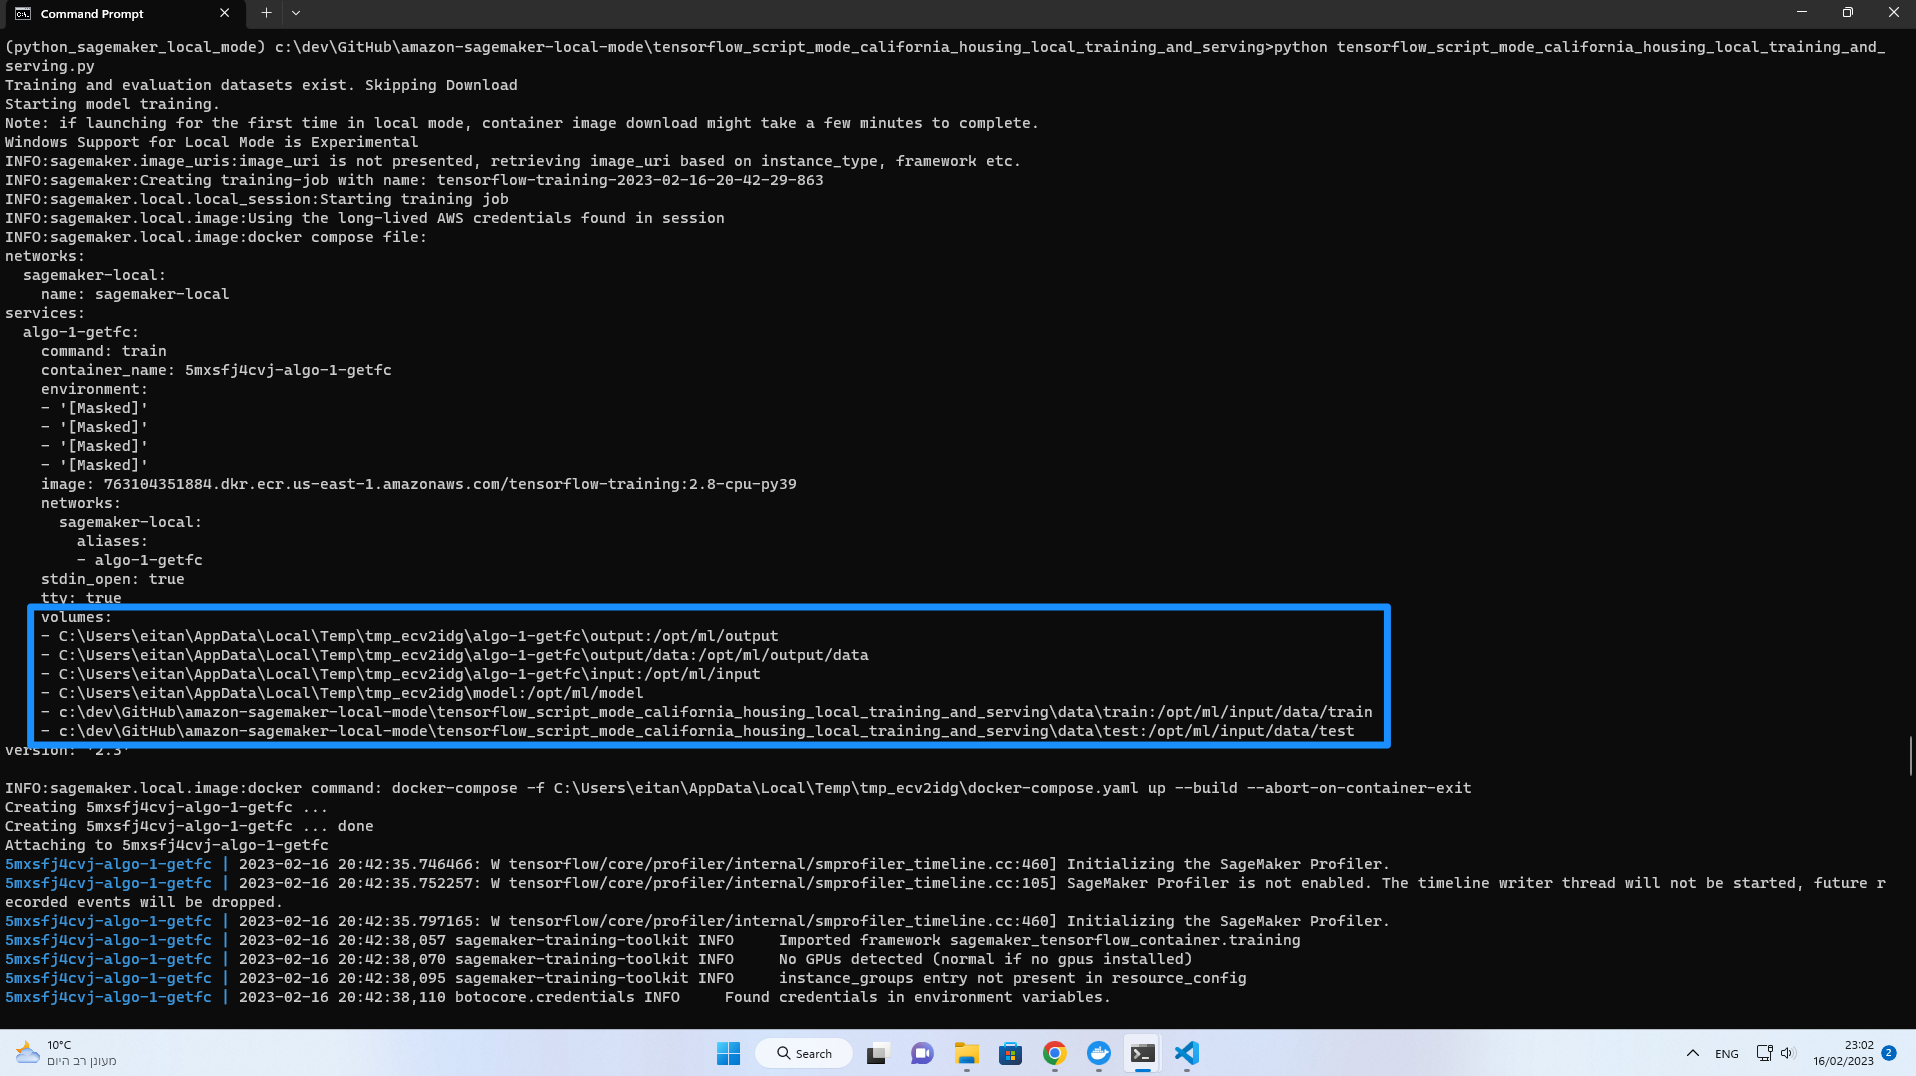 Command Prompt
(python_sagemaker_local_mode) c:\dev\GitHub\amazon-sagemaker-local-mode\tensorflow_script_mode_california_housing_local_training_and_serving>python tensorflow_script_mode_california_housing_local_training_and_
serving.py
Training and evaluation datasets exist. Skipping Download
Starting model training.
Note: if launching for the first time in local mode, container image download might take a few minutes to complete.
Windows Support for Local Mode is Experimental
INFO:sagemaker.image_uris:image_uri is not presented, retrieving image_uri based on instance_type, framework etc.
INFO:sagemaker:Creating training-job with name: tensorflow-training-2023-02-16-20-42-29-863
INFO:sagemaker.local.local_session:Starting training job
INFO:sagemaker.local.image:Using the long-lived AWS credentials found in session
INFO:sagemaker.local.image:docker compose file:
networks:
  sagemaker-local:
    name: sagemaker-local
services:
  algo-1-getfc:
    command: train
    container_name: 5mxsfj4cvj-algo-1-getfc
    environment:
    - '[Masked]'
    - '[Masked]'
    - '[Masked]'
    - '[Masked]'
    image: 763104351884.dkr.ecr.us-east-1.amazonaws.com/tensorflow-training:2.8-cpu-py39
    networks:
      sagemaker-local:
        aliases:
        - algo-1-getfc
    stdin_open: true
    tty: true
    volumes:
    - C:\Users\eitan\AppData\Local\Temp\tmp_ecv2idg\algo-1-getfc\output:/opt/ml/output
    - C:\Users\eitan\AppData\Local\Temp\tmp_ecv2idg\algo-1-getfc\output/data:/opt/ml/output/data
    - C:\Users\eitan\AppData\Local\Temp\tmp_ecv2idg\algo-1-getfc\input:/opt/ml/input
    - C:\Users\eitan\AppData\Local\Temp\tmp_ecv2idg\model:/opt/ml/model
    - c:\dev\GitHub\amazon-sagemaker-local-mode\tensorflow_script_mode_california_housing_local_training_and_serving\data\train:/opt/ml/input/data/train
    - c:\dev\GitHub\amazon-sagemaker-local-mode\tensorflow_script_mode_california_housing_local_training_and_serving\data\test:/opt/ml/input/data/test
version: '2.3'
INFO:sagemaker.local.image:docker command: docker-compose -f C:\Users\eitan\AppData\Local\Temp\tmp_ecv2idg\docker-compose.yaml up --build --abort-on-container-exit
Creating 5mxsfj4cvj-algo-1-getfc ...
Creating 5mxsfj4cvj-algo-1-getfc ... done
Attaching to 5mxsfj4cvj-algo-1-getfc
5mxsfj4cvj-algo-1-getfc | 2023-02-16 20:42:35.746466: W tensorflow/core/profiler/internal/smprofiler_timeline.cc:460] Initializing the SageMaker Profiler.
5mxsfj4cvj-algo-1-getfc | 2023-02-16 20:42:35.752257: W tensorflow/core/profiler/internal/smprofiler_timeline.cc:105] SageMaker Profiler is not enabled. The timeline writer thread will not be started, future r
ecorded events will be dropped.
5mxsfj4cvj-algo-1-getfc | 2023-02-16 20:42:35.797165: W tensorflow/core/profiler/internal/smprofiler_timeline.cc:460] Initializing the SageMaker Profiler.
5mxsfj4cvj-algo-1-getfc | 2023-02-16 20:42:38,057 sagemaker-training-toolkit INFO     Imported framework sagemaker_tensorflow_container.training
5mxsfj4cvj-algo-1-getfc | 2023-02-16 20:42:38,070 sagemaker-training-toolkit INFO     No GPUs detected (normal if no gpus installed)
5mxsfj4cvj-algo-1-getfc | 2023-02-16 20:42:38,095 sagemaker-training-toolkit INFO     instance_groups entry not present in resource_config
5mxsfj4cvj-algo-1-getfc | 2023-02-16 20:42:38,110 botocore.credentials INFO     Found credentials in environment variables.
10°C
מעונן רב היום
Search
ENG
23:02
16/02/2023
2